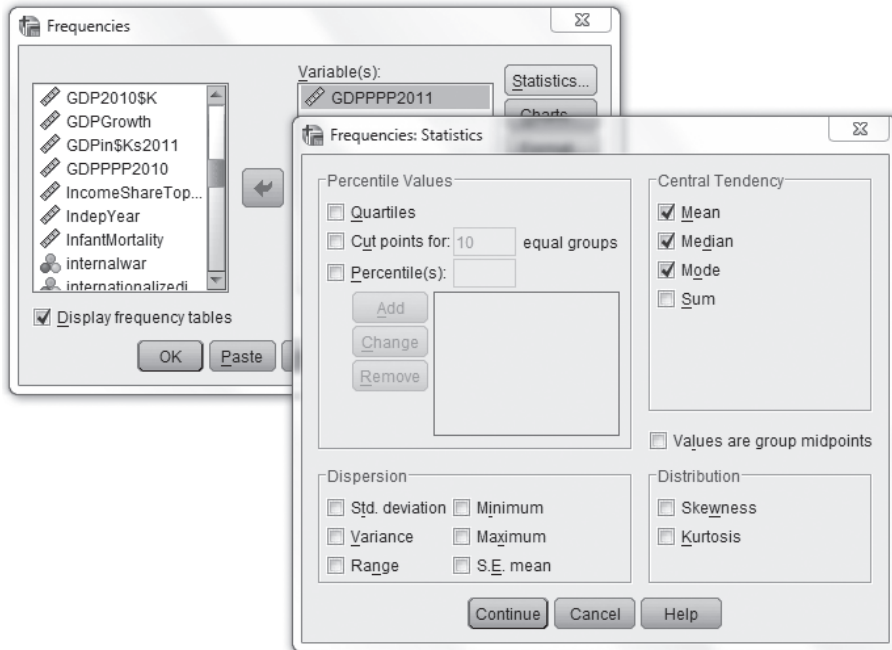 Frequencies
Variable(s):
GDP2010$K
GDPGrowth
GDPin$Ks2011
GDPPPP2010
IncomeShareTop...
IndepYear
InfantMortality
internalwar
internationalizedi
GDPPPP2011
Statistics...
Charts...
Display frequency tables
OK
Paste
Frequencies: Statistics
Percentile Values
Quartiles
Cut points for: 10 equal groups
Percentile(s):
Add
Change
Remove
Central Tendency
Mean
Median
Mode
Sum
Values are group midpoints
Dispersion
Std. deviation
Minimum
Variance
Maximum
Range
S.E. mean
Distribution
Skewness
Kurtosis
Continue
Cancel
Help